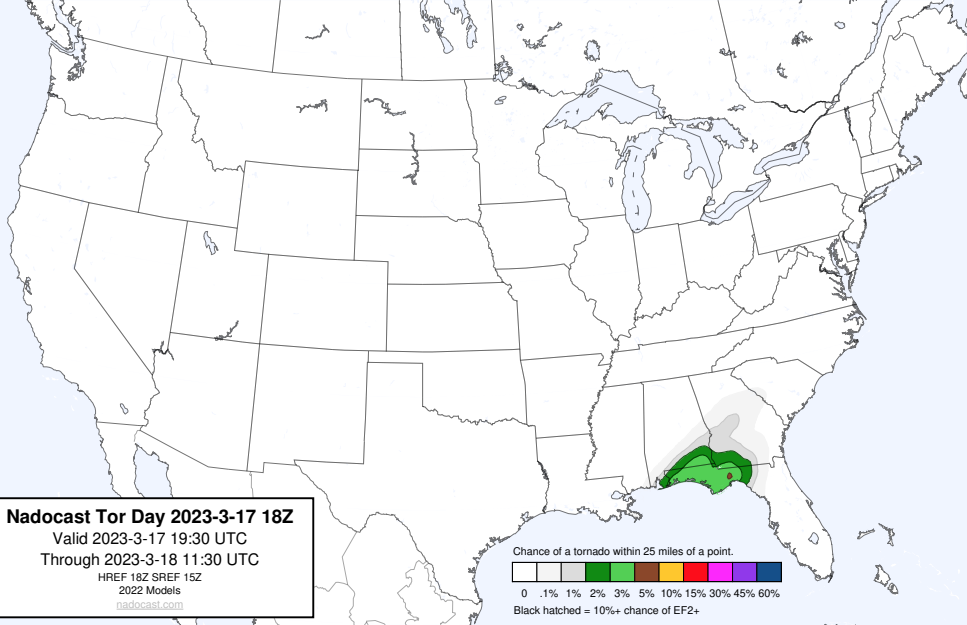 Nadocast Tor Day 2023-3-17 18Z
Valid 2023-3-17 19:30 UTC
Through 2023-3-18 11:30 UTC
HREF 18Z SREF 15Z
2022 Models
nadocast.com
Chance of a tornado within 25 miles of a point.
0 .1% 1% 2% 3% 5% 10% 15% 30% 45% 60%
Black hatched = 10%+ chance of EF2+